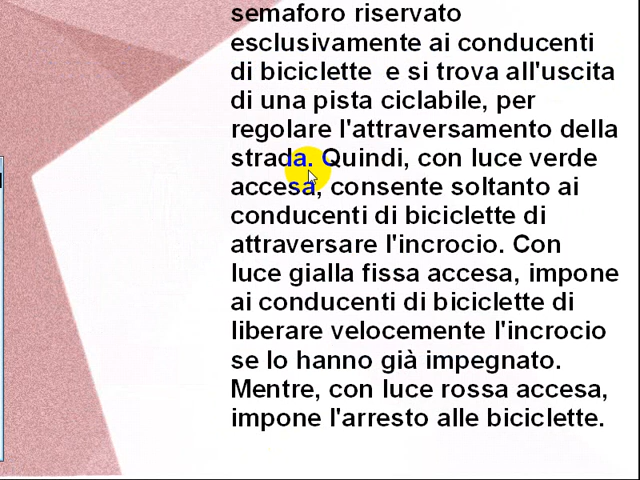 semaforo riservato
esclusivamente ai conducenti
di biciclette e si trova all'uscita
di una pista ciclabile, per
regolare l'attraversamento della
strada. Quindi, con luce verde
accesa, consente soltanto ai
conducenti di biciclette di
attraversare l'incrocio. Con
luce gialla fissa accesa, impone
ai conducenti di biciclette di
liberare velocemente l'incrocio
se lo hanno già impegnato.
Mentre, con luce rossa accesa,
impone l'arresto alle biciclette.